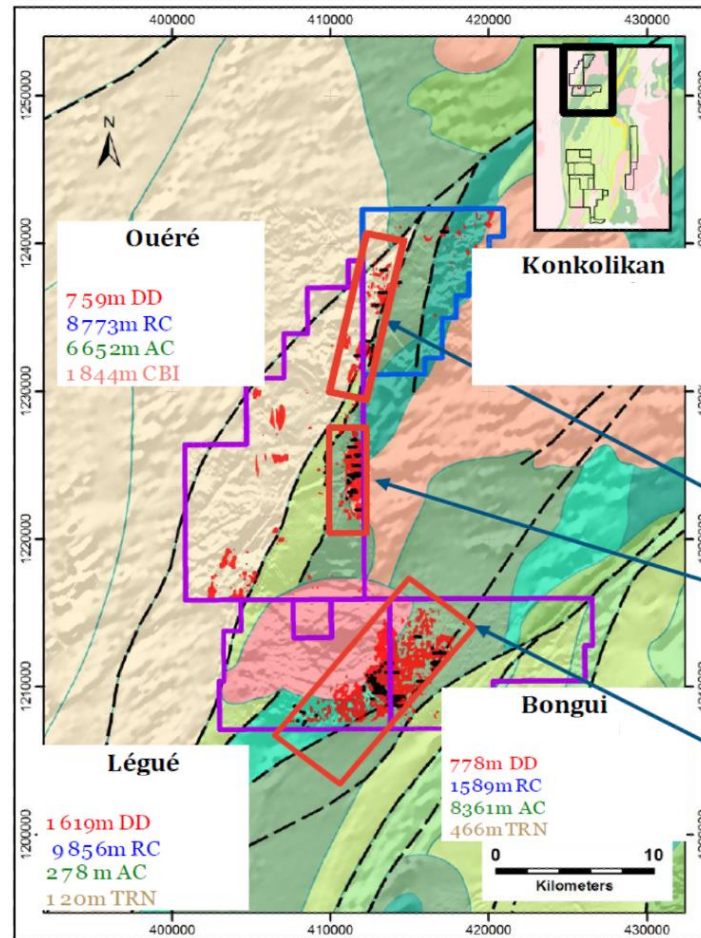 400000 410000 420000 430000
1250000
N
1240000
Ouéré
Konkolikan
759m DD
8773m RC
6652m AC
1844m CBI
1230000
1220000
1210000
Bongui
Légué
778m DD
1589m RC
8361m AC
466m TRN
1619m DD
9856m RC
278 m AC
120m TRN
1200000
0 10
Kilometers
400000 410000 420000 430000